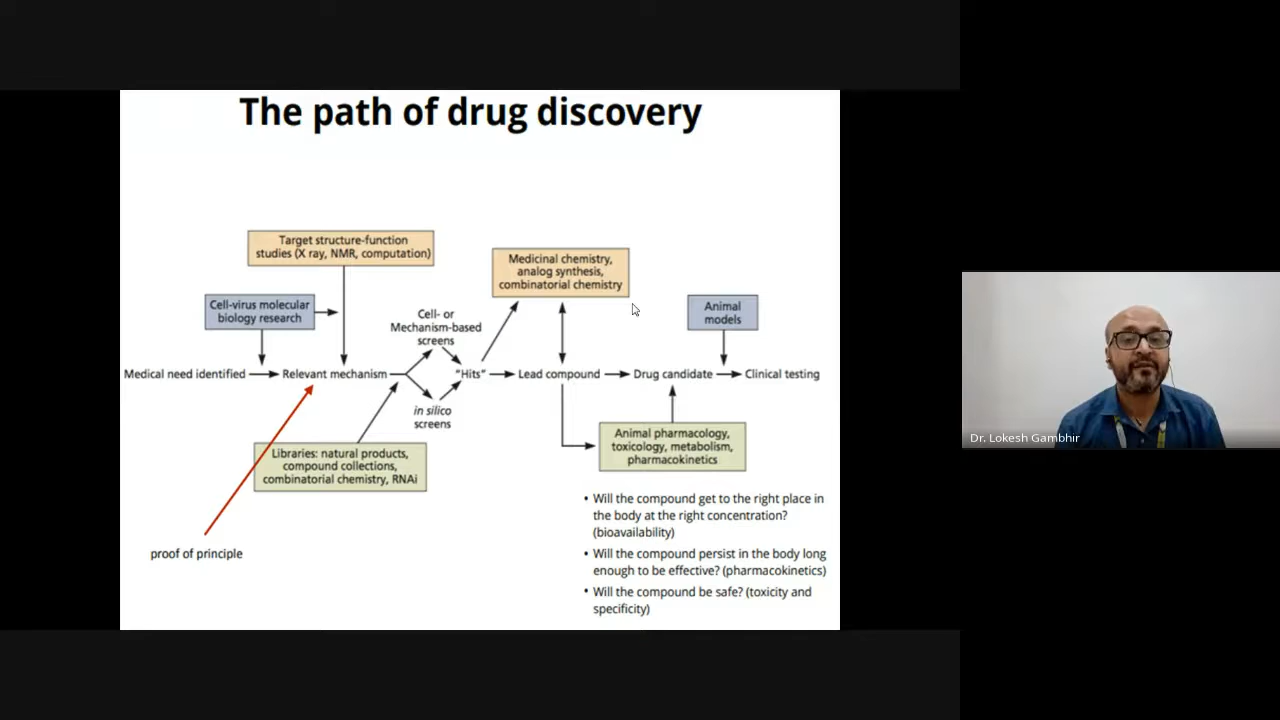 The path of drug discovery
Target structure-function
studies (X ray, NMR, computation)
Cell-virus molecular
biology research
Cell- or
Mechanism-based
screens
Medicinal chemistry,
analog synthesis,
combinatorial chemistry
Animal
models
Medical need identified
Relevant mechanism
"Hits"
Lead compound
Drug candidate
Clinical testing
in silico
screens
Libraries: natural products,
compound collections,
combinatorial chemistry, RNAi
Animal pharmacology,
toxicology, metabolism,
pharmacokinetics
proof of principle
• Will the compound get to the right place in
the body at the right concentration?
(bioavailability)
• Will the compound persist in the body long
enough to be effective? (pharmacokinetics)
• Will the compound be safe? (toxicity and
specificity)
Dr. Lokesh Gambhir